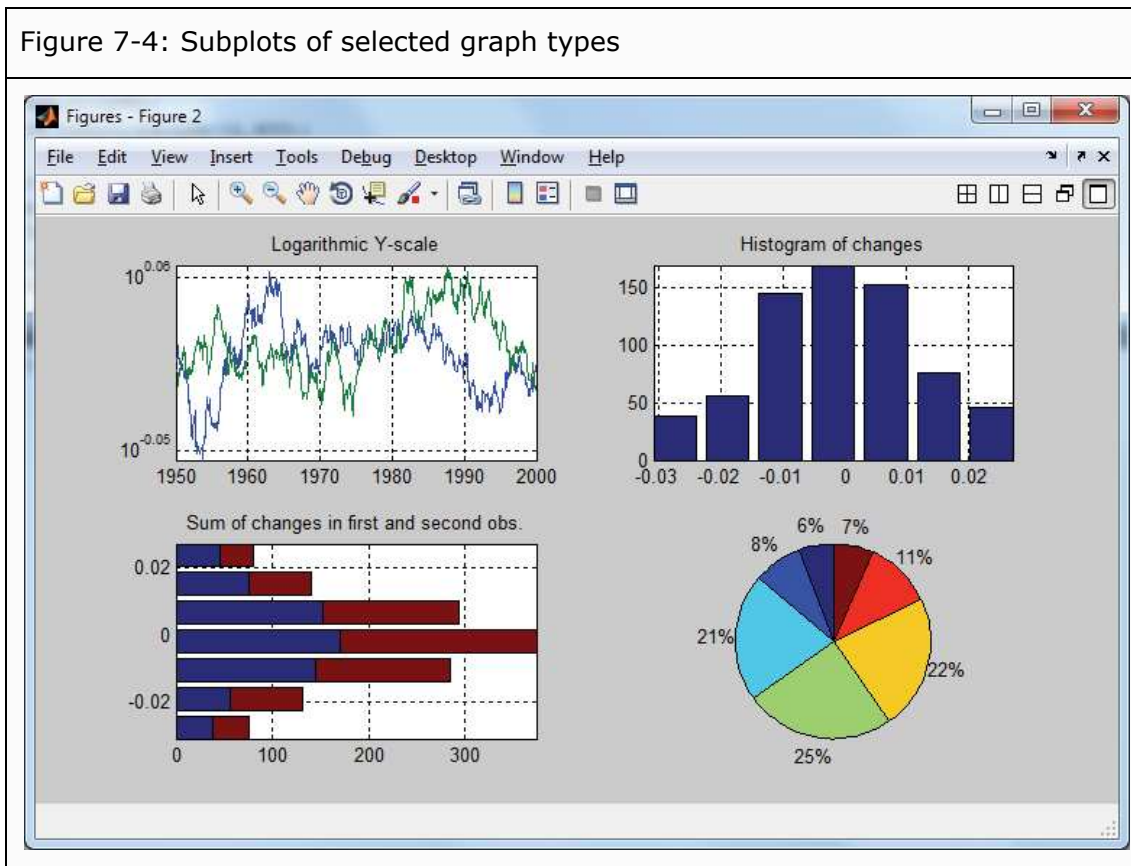 Figure 7-4: Subplots of selected graph types
Figures - Figure 2
File Edit View Insert Tools Debug Desktop Window Help
Logarithmic Y-scale
10^0.06
10^-0.05
1950 1960 1970 1980 1990 2000
Histogram of changes
150
100
50
0
-0.03 -0.02 -0.01 0 0.01 0.02
Sum of changes in first and second obs.
0.02
0
-0.02
0 100 200 300
6% 7%
8%
11%
21%
22%
25%